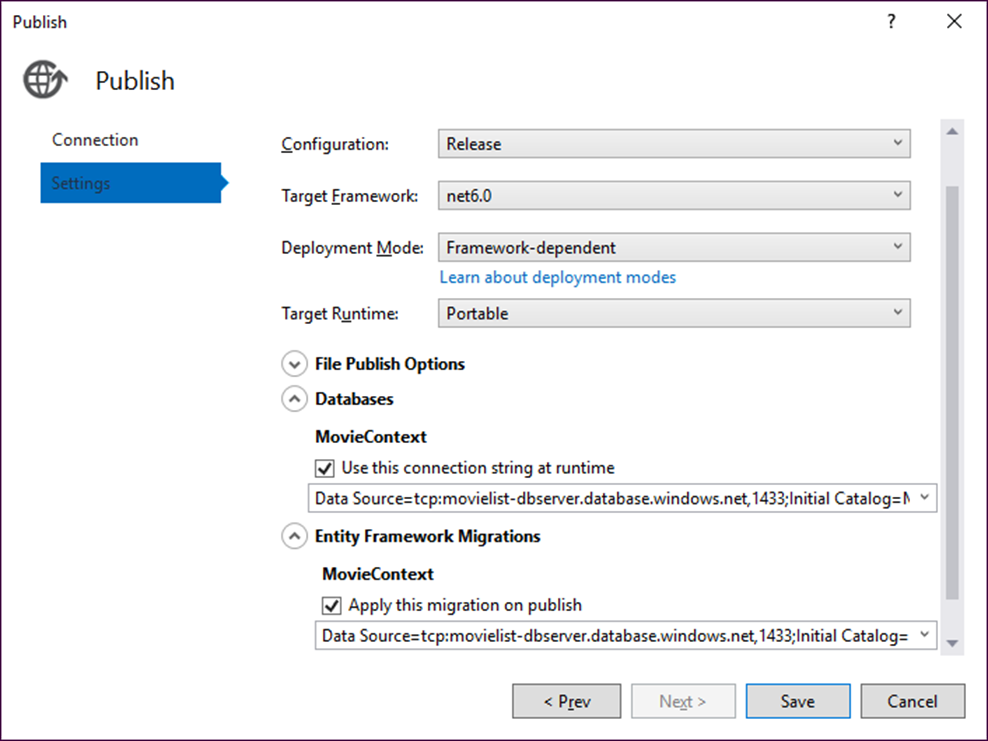 Publish ?
Publish
Connection
Settings
Configuration: Release
Target Framework: net6.0
Deployment Mode: Framework-dependent
Learn about deployment modes
Target Runtime: Portable
File Publish Options
Databases
MovieContext
Use this connection string at runtime
Data Source=tcp:movielist-dbserver.database.windows.net,1433;Initial Catalog=
Entity Framework Migrations
MovieContext
Apply this migration on publish
Data Source=tcp:movielist-dbserver.database.windows.net,1433;Initial Catalog=
< Prev Next > Save Cancel